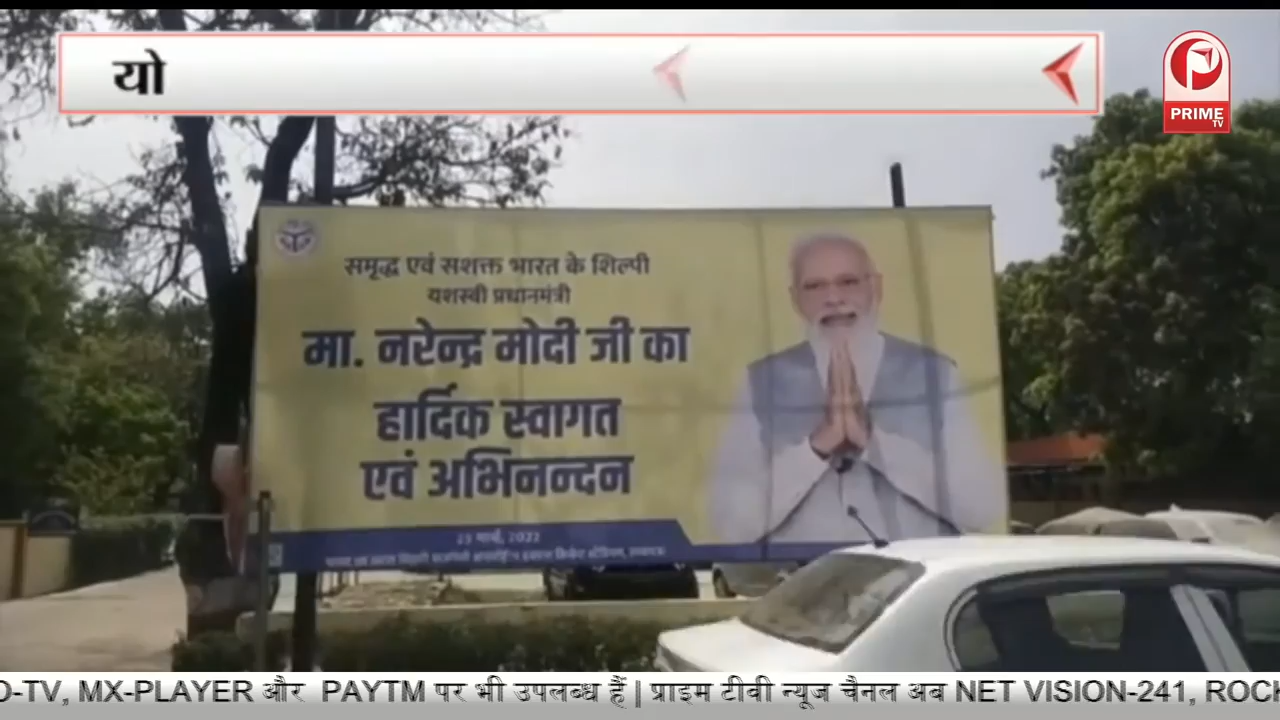 यो
PRIME
TV
समृद्ध एवं सशक्त भारत के शिल्पी
यशस्वी प्रधानमंत्री
मा. नरेन्द्र मोदी जी का
हार्दिक स्वागत
एवं अभिनन्दन
मार्च, 2022
O-TV, MX-PLAYER और PAYTM पर भी उपलब्ध हैं | प्राइम टीवी न्यूज चैनल अब NET VISION-241, ROCK